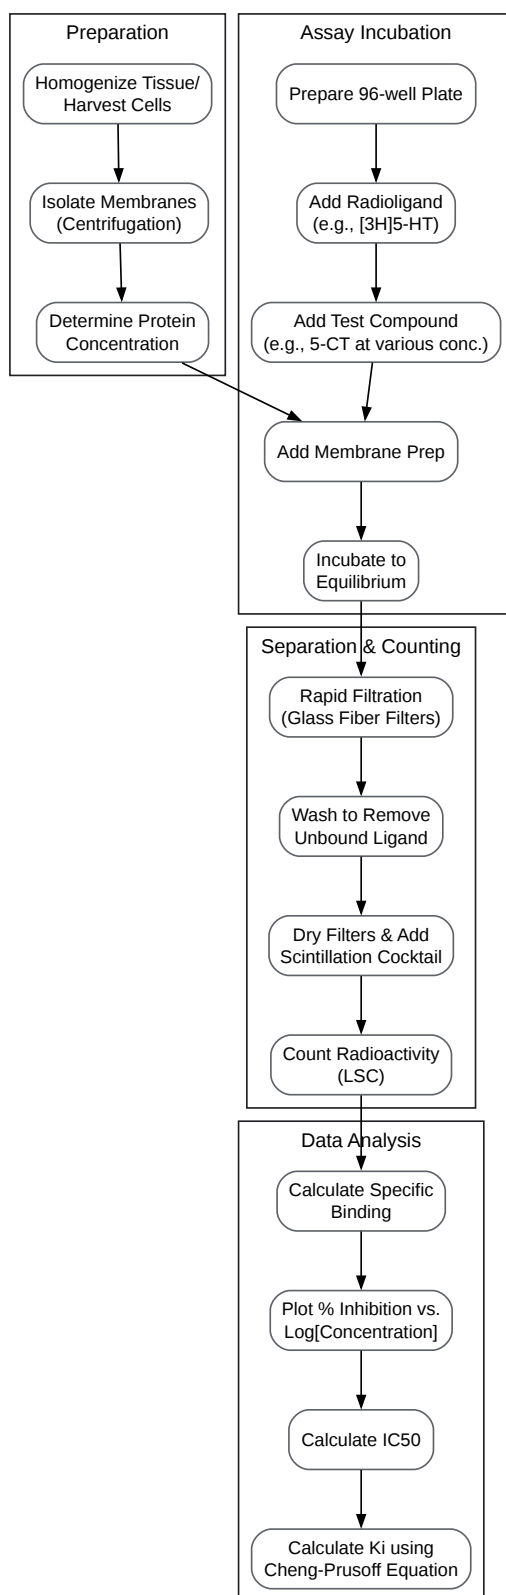 Preparation
Homogenize Tissue/
Harvest Cells
Isolate Membranes
(Centrifugation)
Determine Protein
Concentration
Assay Incubation
Prepare 96-well Plate
Add Radioligand
(e.g., [3H]5-HT)
Add Test Compound
(e.g., 5-CT at various conc.)
Add Membrane Prep
Incubate to
Equilibrium
Separation & Counting
Rapid Filtration
(Glass Fiber Filters)
Wash to Remove
Unbound Ligand
Dry Filters & Add
Scintillation Cocktail
Count Radioactivity
(LSC)
Data Analysis
Calculate Specific
Binding
Plot % Inhibition vs.
Log[Concentration]
Calculate IC50
Calculate Ki using
Cheng-Prusoff Equation